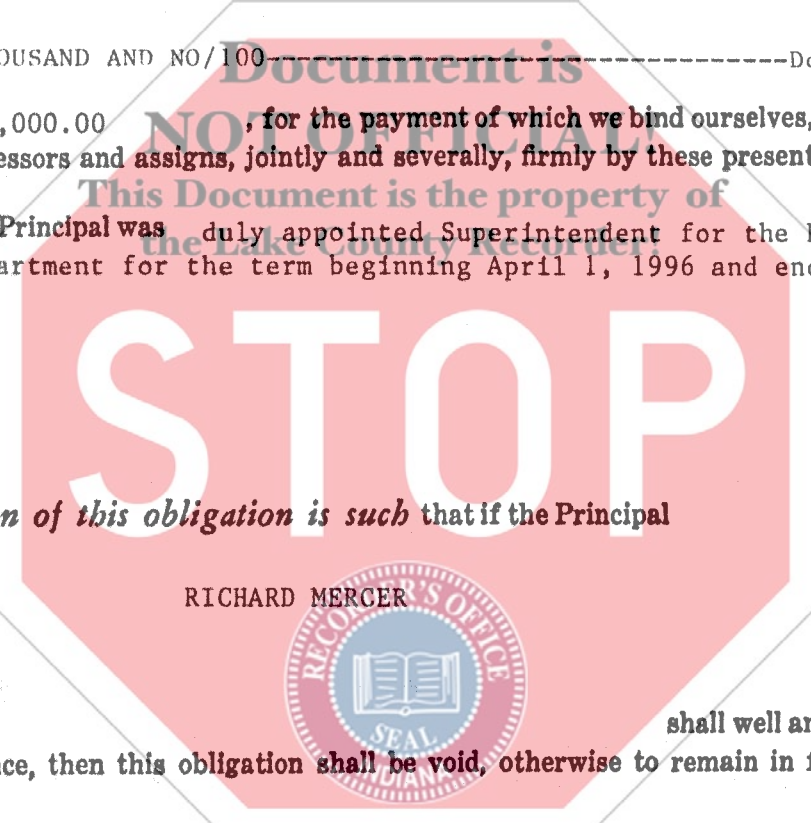 OUSAND AND NO/100-----------------------------------Do
Document is
,000.00 , for the payment of which we bind ourselves,
NOT OFFICIAL!
essors and assigns, jointly and severally, firmly by these present
This Document is the property of
Principal was duly appointed Superintendent for the
the Lake County Recorder!
artment for the term beginning April 1, 1996 and end
STOP
n of this obligation is such that if the Principal
RICHARD MERCER
RECORDER'S OFFICE
SEAL
INDIANA
shall well an
ce, then this obligation shall be void, otherwise to remain in f